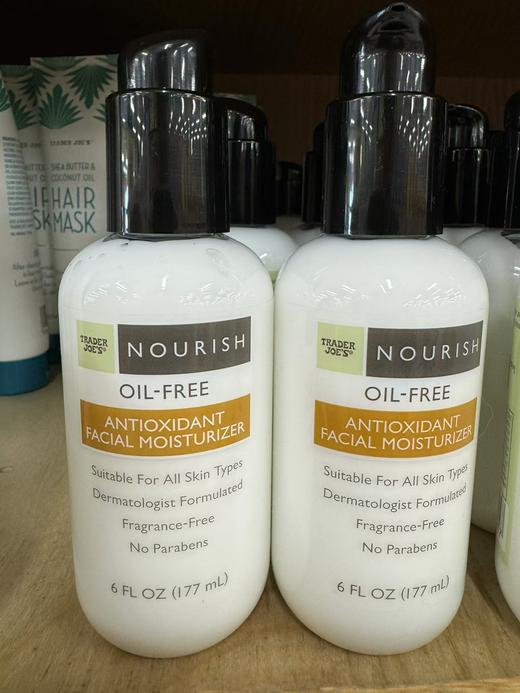 TRADER JOE'S
SHEA BUTTER &
COCONUT OIL
HAIR
MASK
TRADER
JOE'S®
NOURISH
OIL-FREE
ANTIOXIDANT
FACIAL MOISTURIZER
Suitable For All Skin Types
Dermatologist Formulated
Fragrance-Free
No Parabens
6 FL OZ (177 mL)
TRADER
JOE'S®
NOURISH
OIL-FREE
ANTIOXIDANT
FACIAL MOISTURIZER
Suitable For All Skin Types
Dermatologist Formulated
Fragrance-Free
No Parabens
6 FL OZ (177 mL)